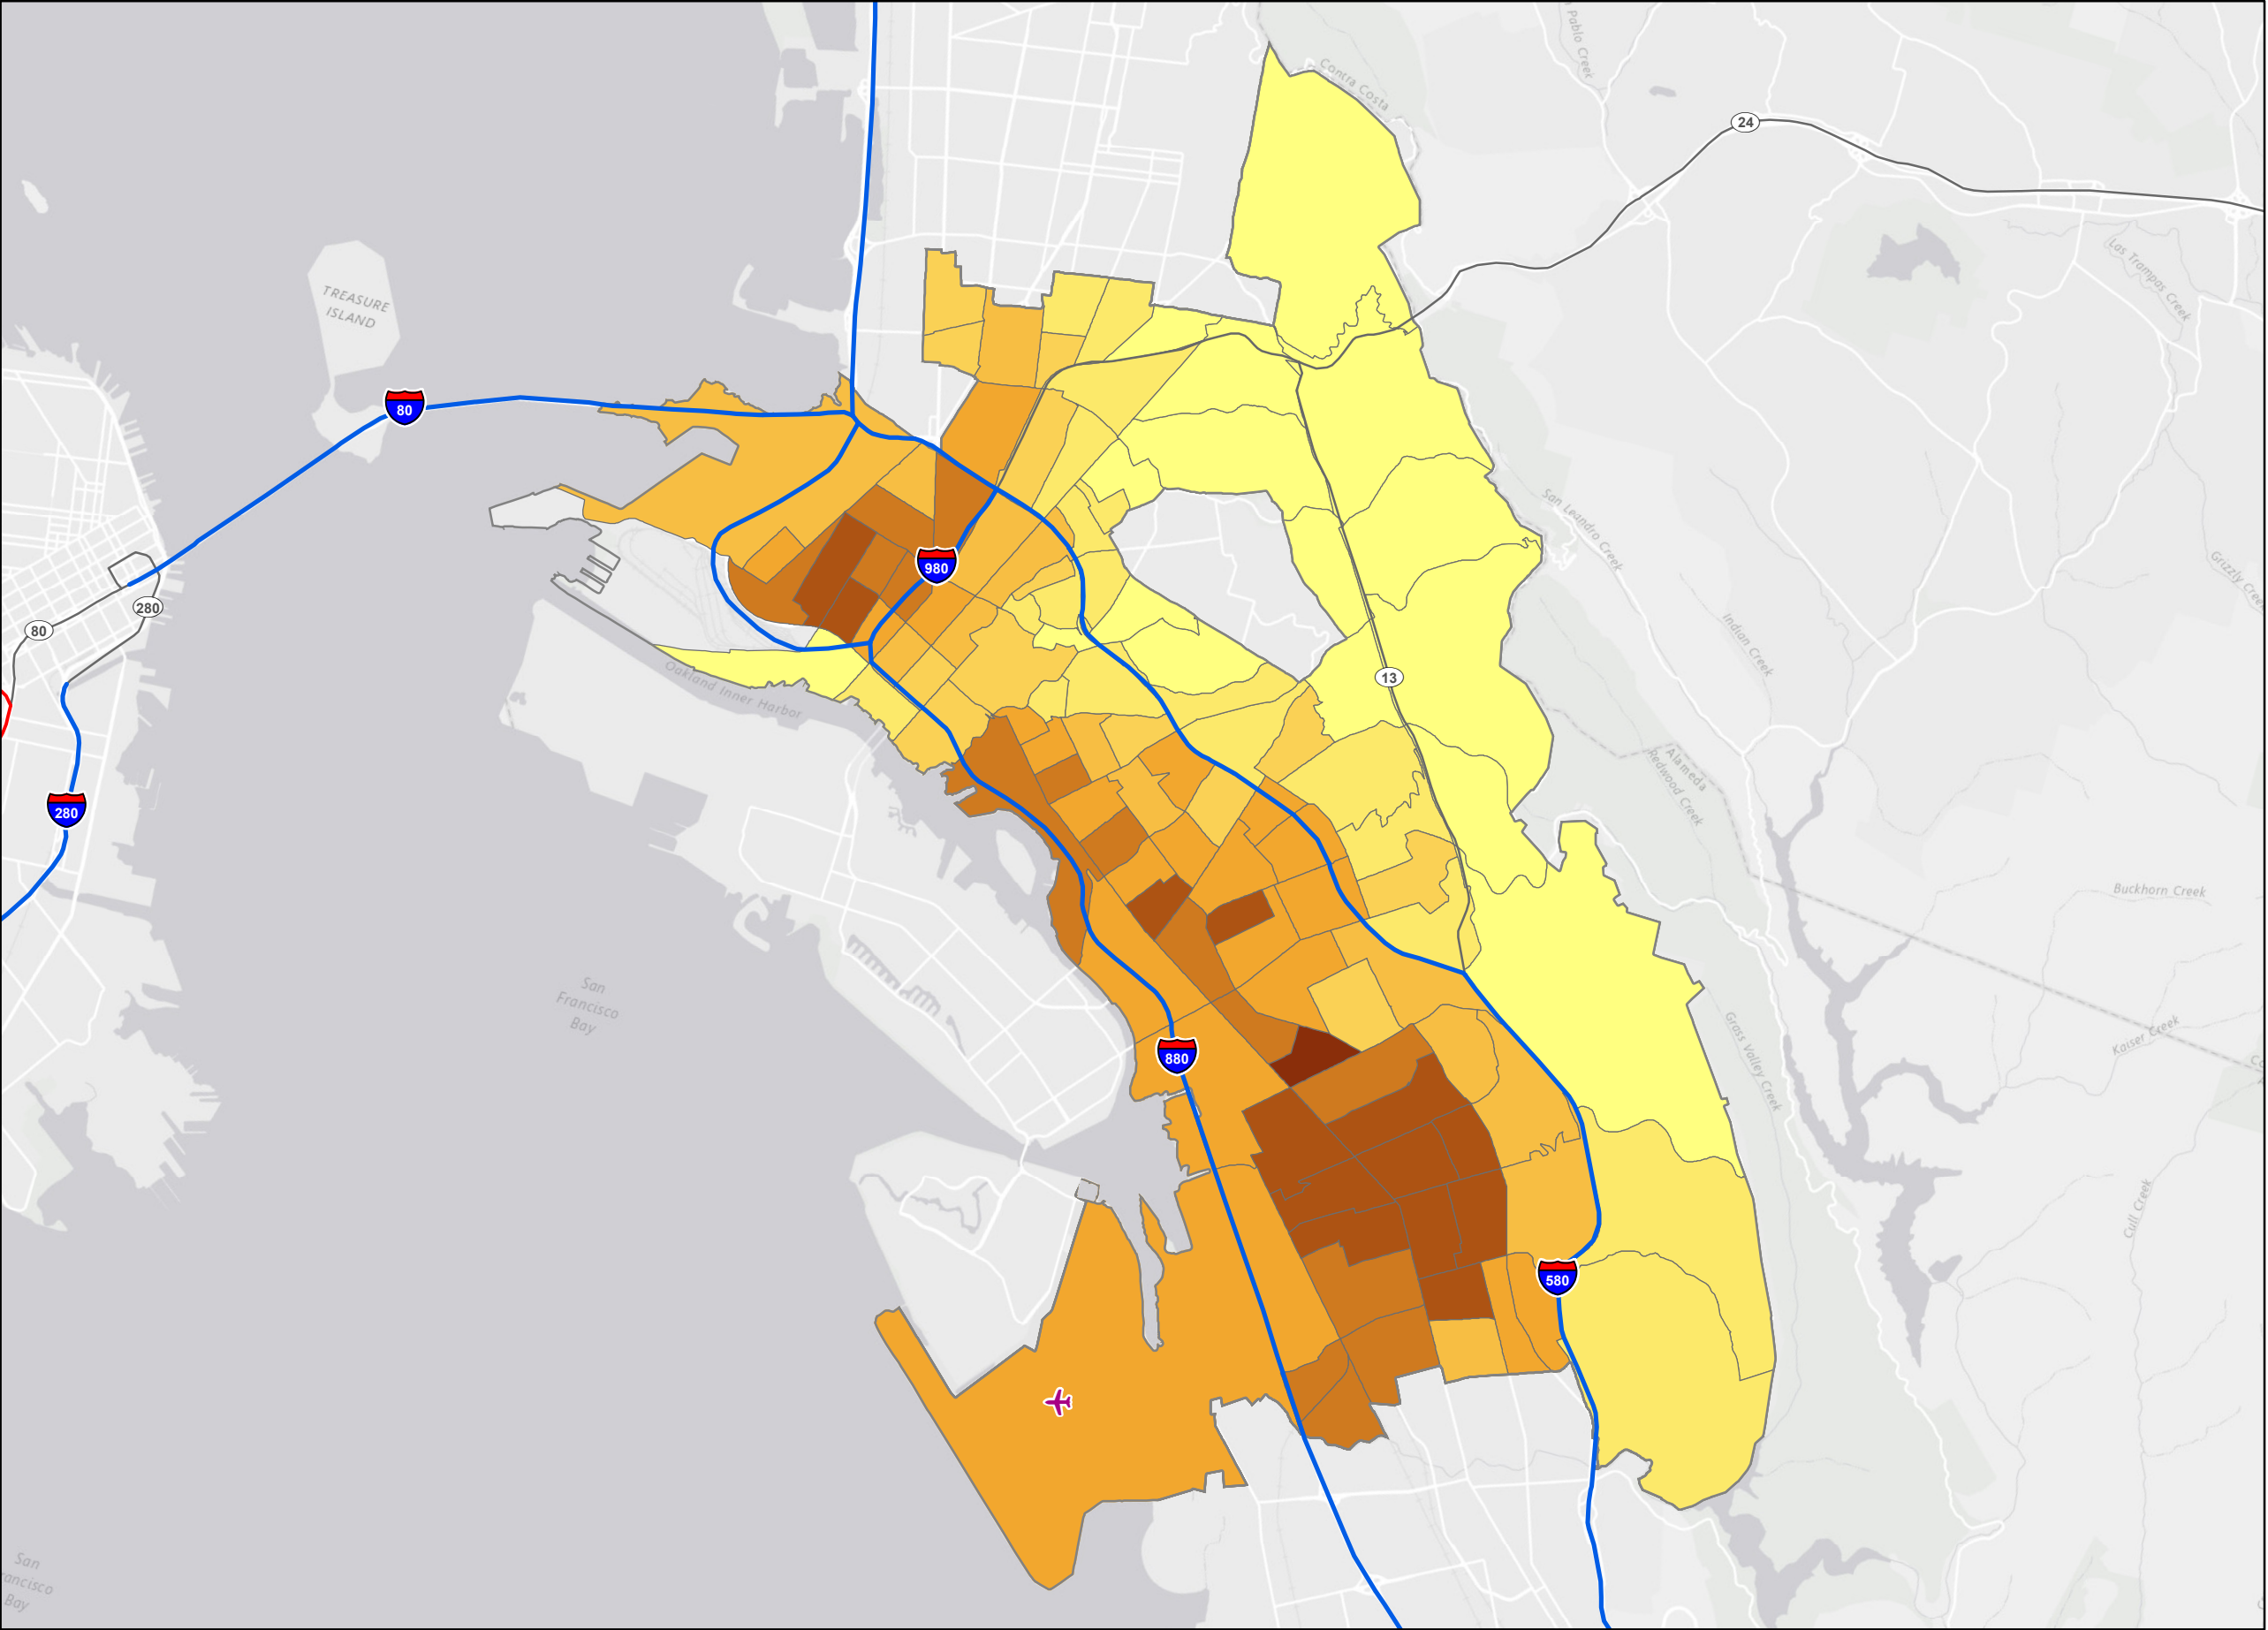 Pablo Creek
Contra Costa
24
Las Trampas Creek
TREASURE
ISLAND
80
San Leandro Creek
980
Grizzly Creek
280
80
Indian Creek
13
Oakland Inner Harbor
Alameda
Redwood Creek
280
Buckhorn Creek
San
Francisco
Bay
Grass Valley Creek
Kaiser Creek
880
Cull Creek
580
San
Francisco
Bay